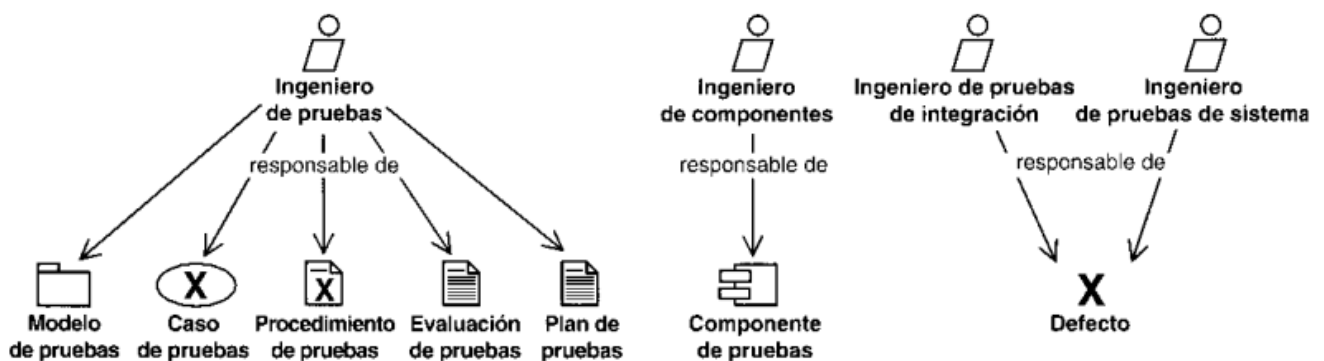 Ingeniero
de pruebas
responsable de
Modelo
de pruebas
Caso
de pruebas
X
Procedimiento
de pruebas
X
Evaluación
de pruebas
Plan de
pruebas
Ingeniero
de componentes
responsable de
Componente
de pruebas
Ingeniero de pruebas
de integración
Ingeniero
de pruebas de sistema
responsable de
X
Defecto